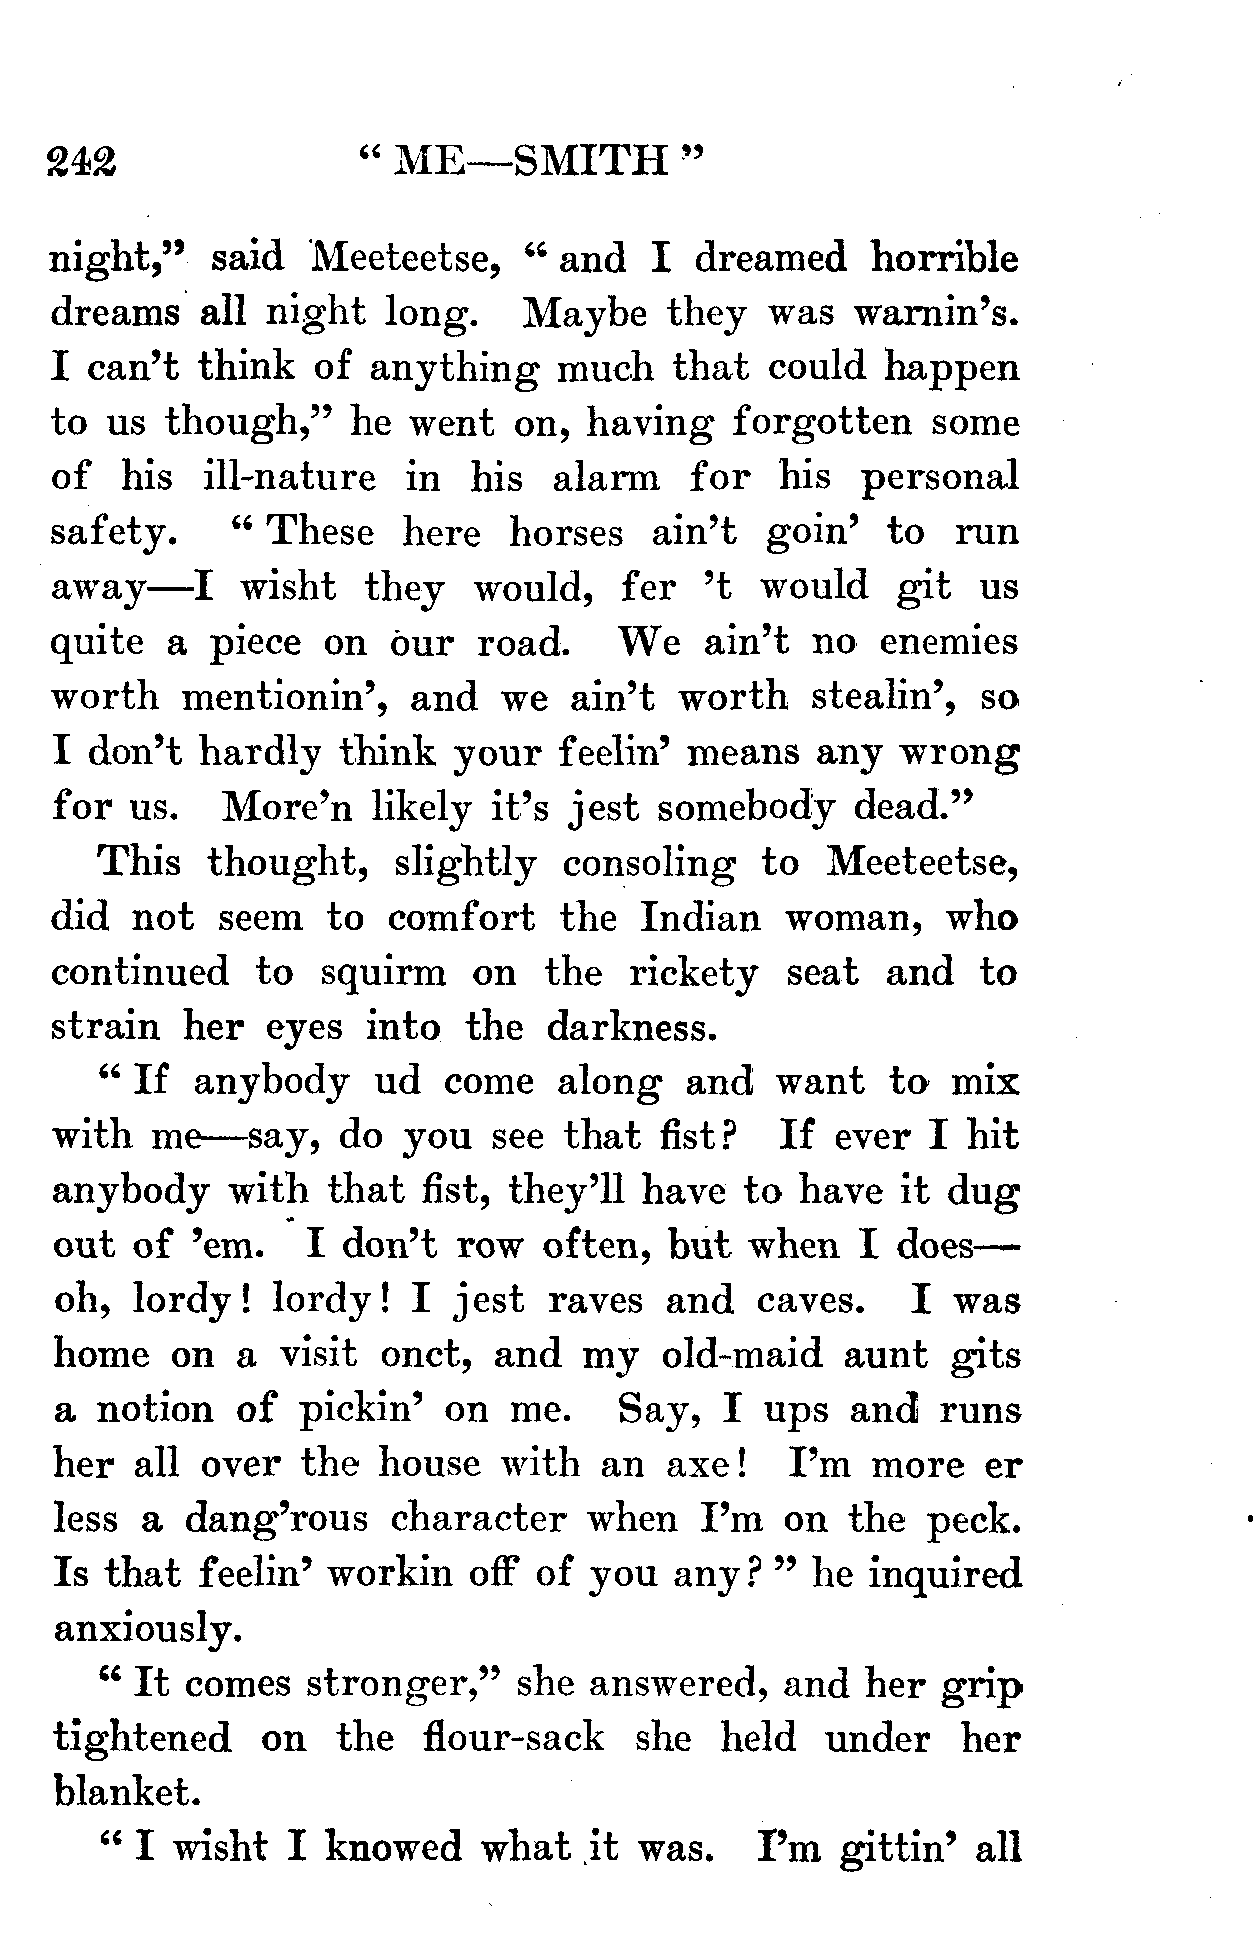 242 “ ME—SMITH ”
night,” said Meeteetse, “ and I dreamed horrible
dreams all night long. Maybe they was warnin’s.
I can’t think of anything much that could happen
to us though,” he went on, having forgotten some
of his ill-nature in his alarm for his personal
safety. “ These here horses ain’t goin’ to run
away—I wisht they would, fer ’t would git us
quite a piece on our road. We ain’t no enemies
worth mentionin’, and we ain’t worth stealin’, so
I don’t hardly think your feelin’ means any wrong
for us. More’n likely it’s jest somebody dead.”
This thought, slightly consoling to Meeteetse,
did not seem to comfort the Indian woman, who
continued to squirm on the rickety seat and to
strain her eyes into the darkness.
“ If anybody ud come along and want to mix
with me—say, do you see that fist? If ever I hit
anybody with that fist, they’ll have to have it dug
out of ’em. I don’t row often, but when I does—
oh, lordy! lordy! I jest raves and caves. I was
home on a visit onct, and my old-maid aunt gits
a notion of pickin’ on me. Say, I ups and runs
her all over the house with an axe! I’m more er
less a dang’rous character when I’m on the peck.
Is that feelin’ workin off of you any? ” he inquired
anxiously.
“ It comes stronger,” she answered, and her grip
tightened on the flour-sack she held under her
blanket.
“ I wisht I knowed what it was. I’m gittin’ all